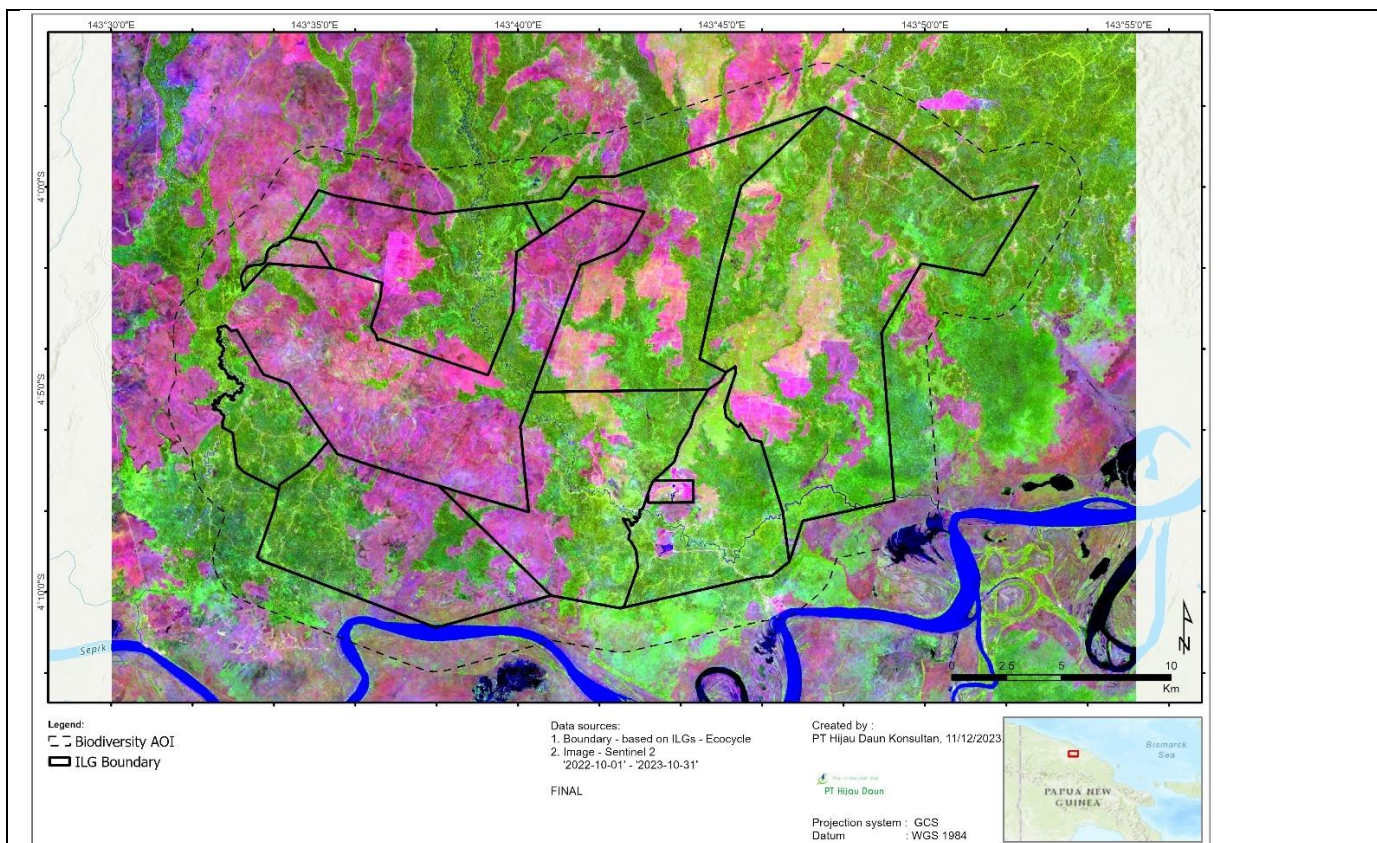 143°30'0"E
143°35'0"E
143°40'0"E
143°45'0"E
143°50'0"E
143°55'0"E
4°0'0"S
4°5'0"S
4°10'0"S
Sepik
N
0 2.5 5 10
Km
Legend:
Biodiversity AOI
ILG Boundary
Data sources:
1. Boundary - based on ILGs - Ecocycle
2. Image - Sentinel 2
'2022-10-01' - '2023-10-31'
FINAL
Created by :
PT Hijau Daun Konsultan, 11/12/2023
PT Hijau Daun
Projection system : GCS
Datum : WGS 1984
Bismarck
Sea
PAPUA NEW
GUINEA